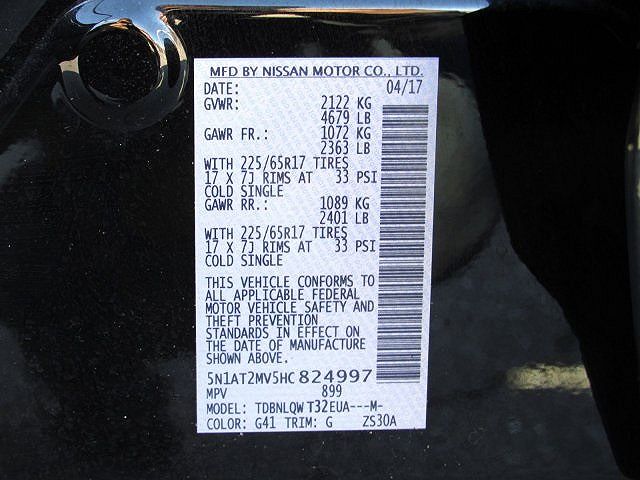 MFD BY NISSAN MOTOR CO., LTD.
DATE: 04/17
GVWR: 2122 KG
4679 LB
GAWR FR.: 1072 KG
2363 LB
WITH 225/65R17 TIRES
17 X 7J RIMS AT 33 PSI
COLD SINGLE
GAWR RR.: 1089 KG
2401 LB
WITH 225/65R17 TIRES
17 X 7J RIMS AT 33 PSI
COLD SINGLE
THIS VEHICLE CONFORMS TO
ALL APPLICABLE FEDERAL
MOTOR VEHICLE SAFETY AND
THEFT PREVENTION
STANDARDS IN EFFECT ON
THE DATE OF MANUFACTURE
SHOWN ABOVE.
5N1AT2MV5HC824997
MPV 899
MODEL: TDBNLQW T32EUA---M-
COLOR: G41 TRIM: G ZS30A